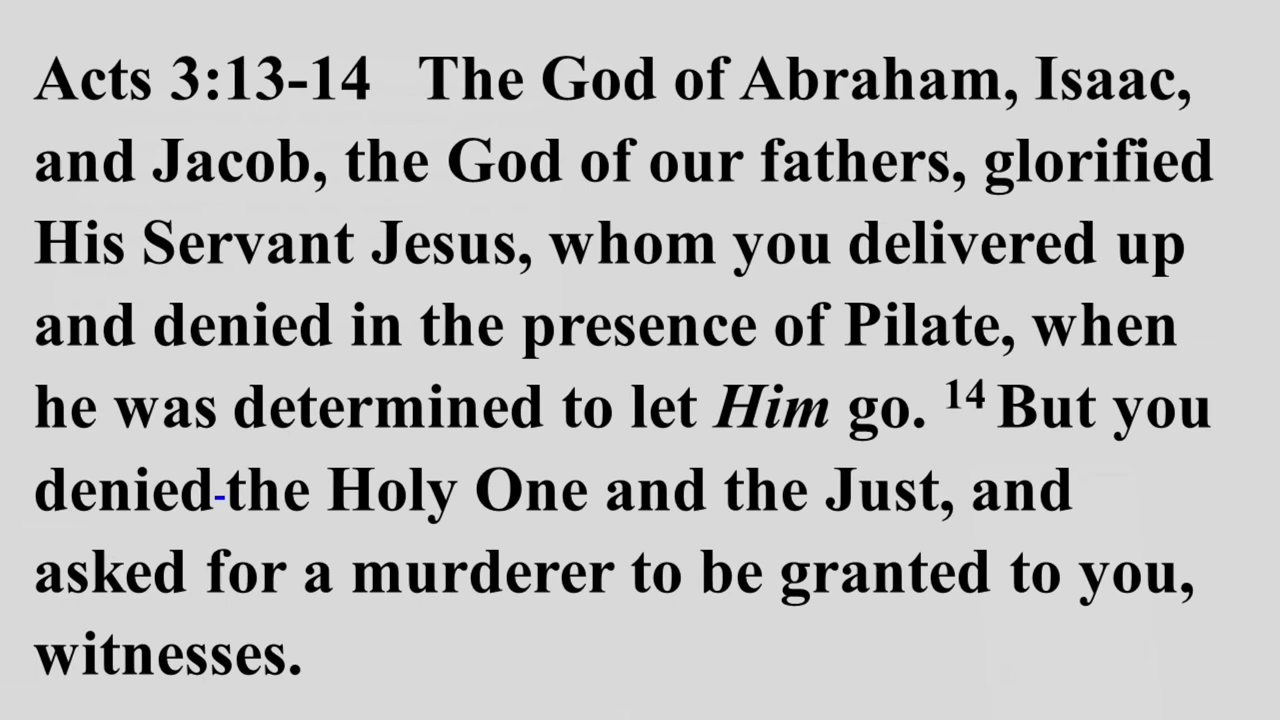 Acts 3:13-14 The God of Abraham, Isaac,
and Jacob, the God of our fathers, glorified
His Servant Jesus, whom you delivered up
and denied in the presence of Pilate, when
he was determined to let Him go. 14 But you
denied-the Holy One and the Just, and
asked for a murderer to be granted to you,
witnesses.